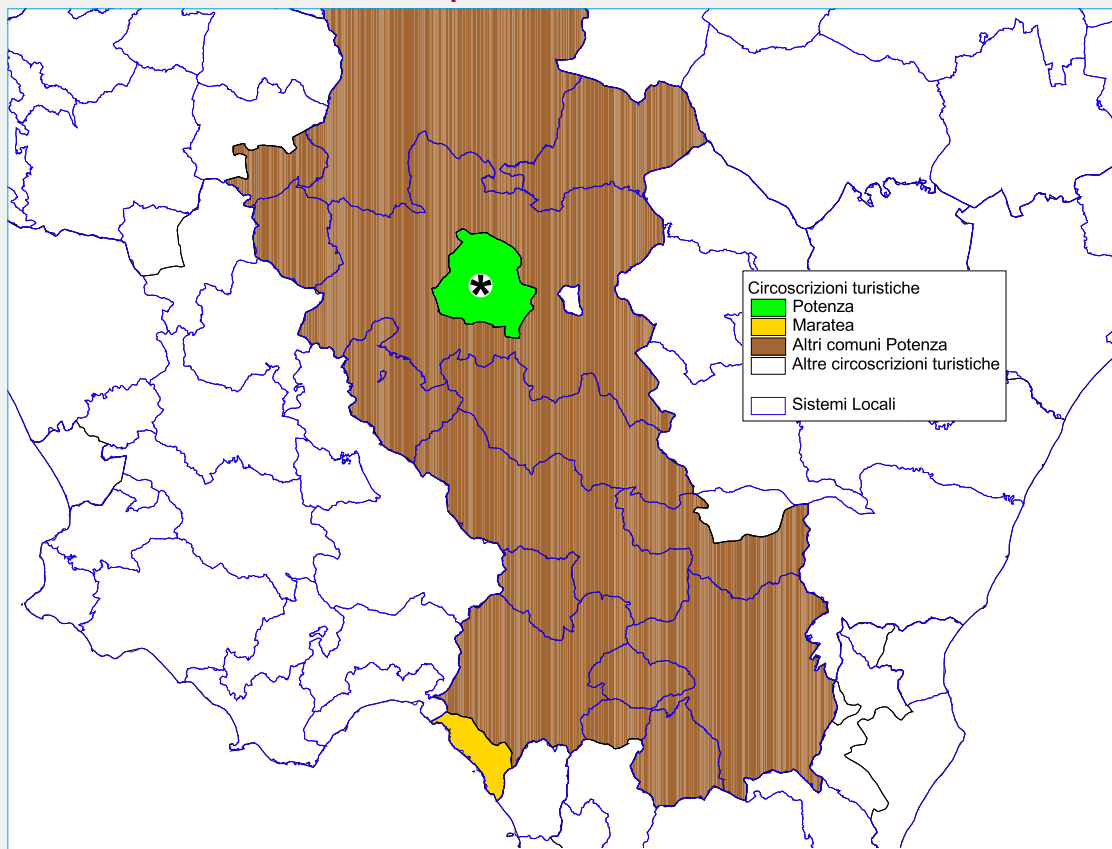 Circoscrizioni turistiche
Potenza
Maratea
Altri comuni Potenza
Altre circoscrizioni turistiche
Sistemi Locali